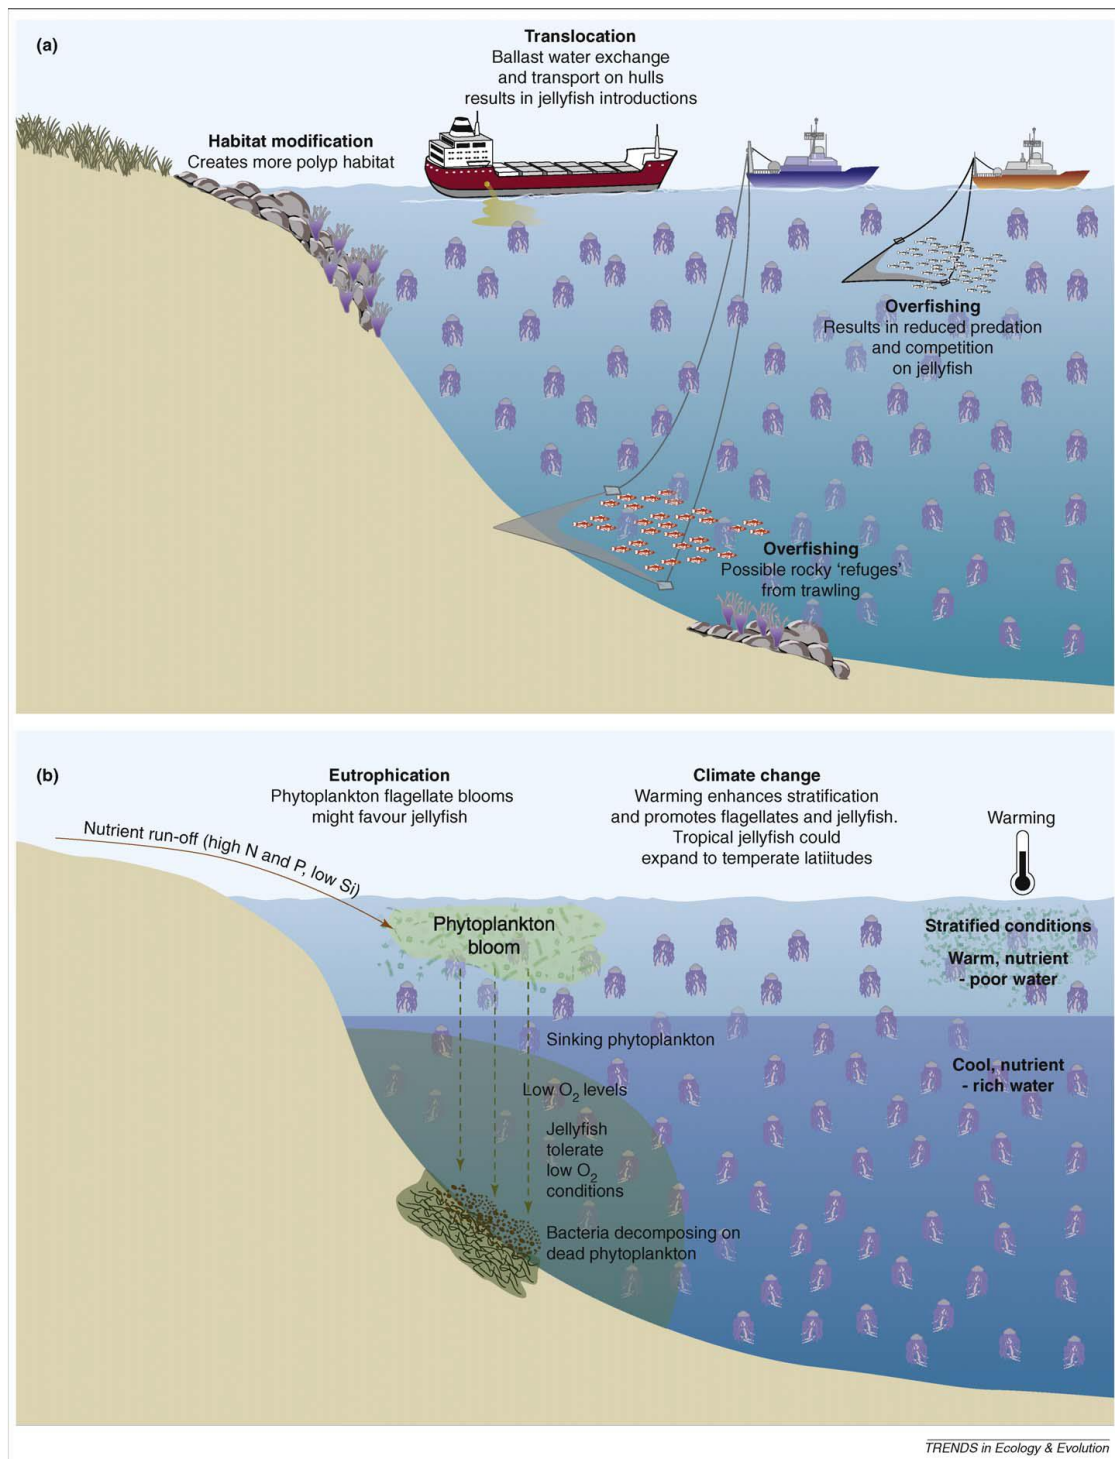 (a)
Translocation
Ballast water exchange
and transport on hulls
results in jellyfish introductions
Habitat modification
Creates more polyp habitat
Overfishing
Results in reduced predation
and competition
on jellyfish
Overfishing
Possible rocky ‘refuges’
from trawling
(b)
Eutrophication
Phytoplankton flagellate blooms
might favour jellyfish
Climate change
Warming enhances stratification
and promotes flagellates and jellyfish.
Tropical jellyfish could
expand to temperate latiitudes
Warming
Nutrient run-off (high N and P, low Si)
Phytoplankton
bloom
Stratified conditions
Warm, nutrient
- poor water
Sinking phytoplankton
Cool, nutrient
- rich water
Low O2 levels
Jellyfish
tolerate
low O2
conditions
Bacteria decomposing on
dead phytoplankton
TRENDS in Ecology & Evolution